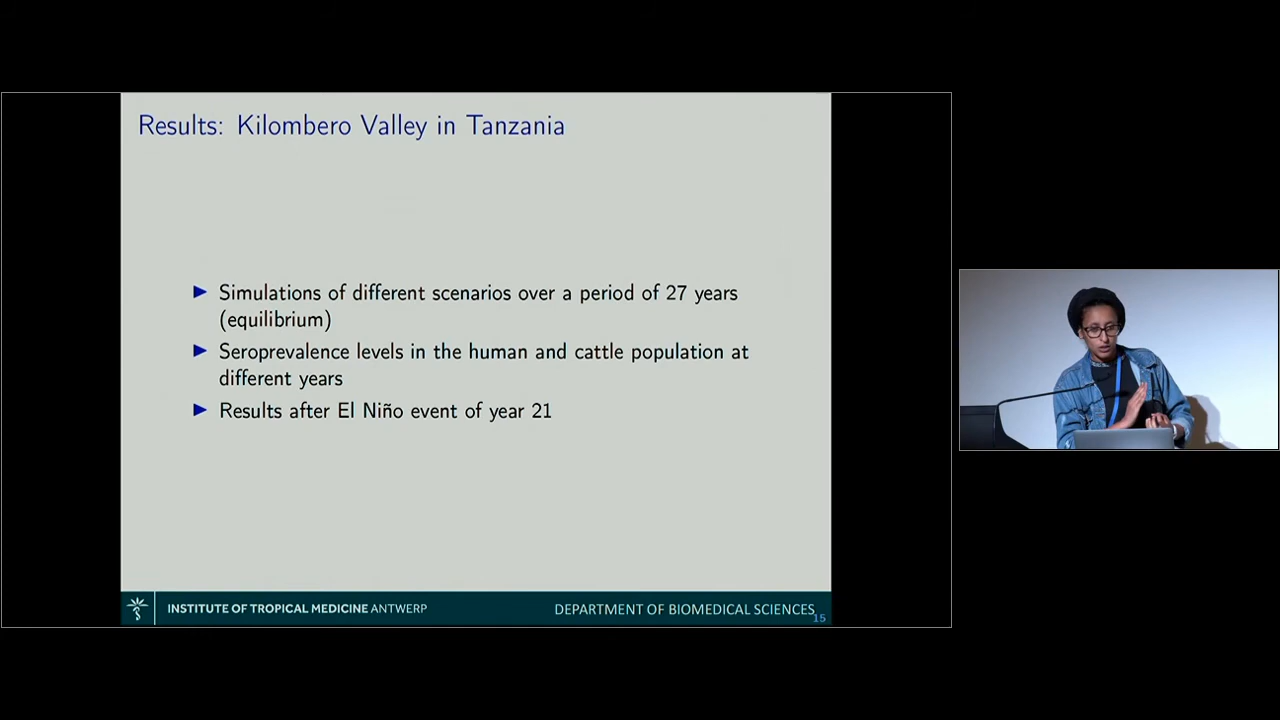 Results: Kilombero Valley in Tanzania
▶ Simulations of different scenarios over a period of 27 years
(equilibrium)
▶ Seroprevalence levels in the human and cattle population at
different years
▶ Results after El Niño event of year 21
INSTITUTE OF TROPICAL MEDICINE ANTWERP
DEPARTMENT OF BIOMEDICAL SCIENCES
15